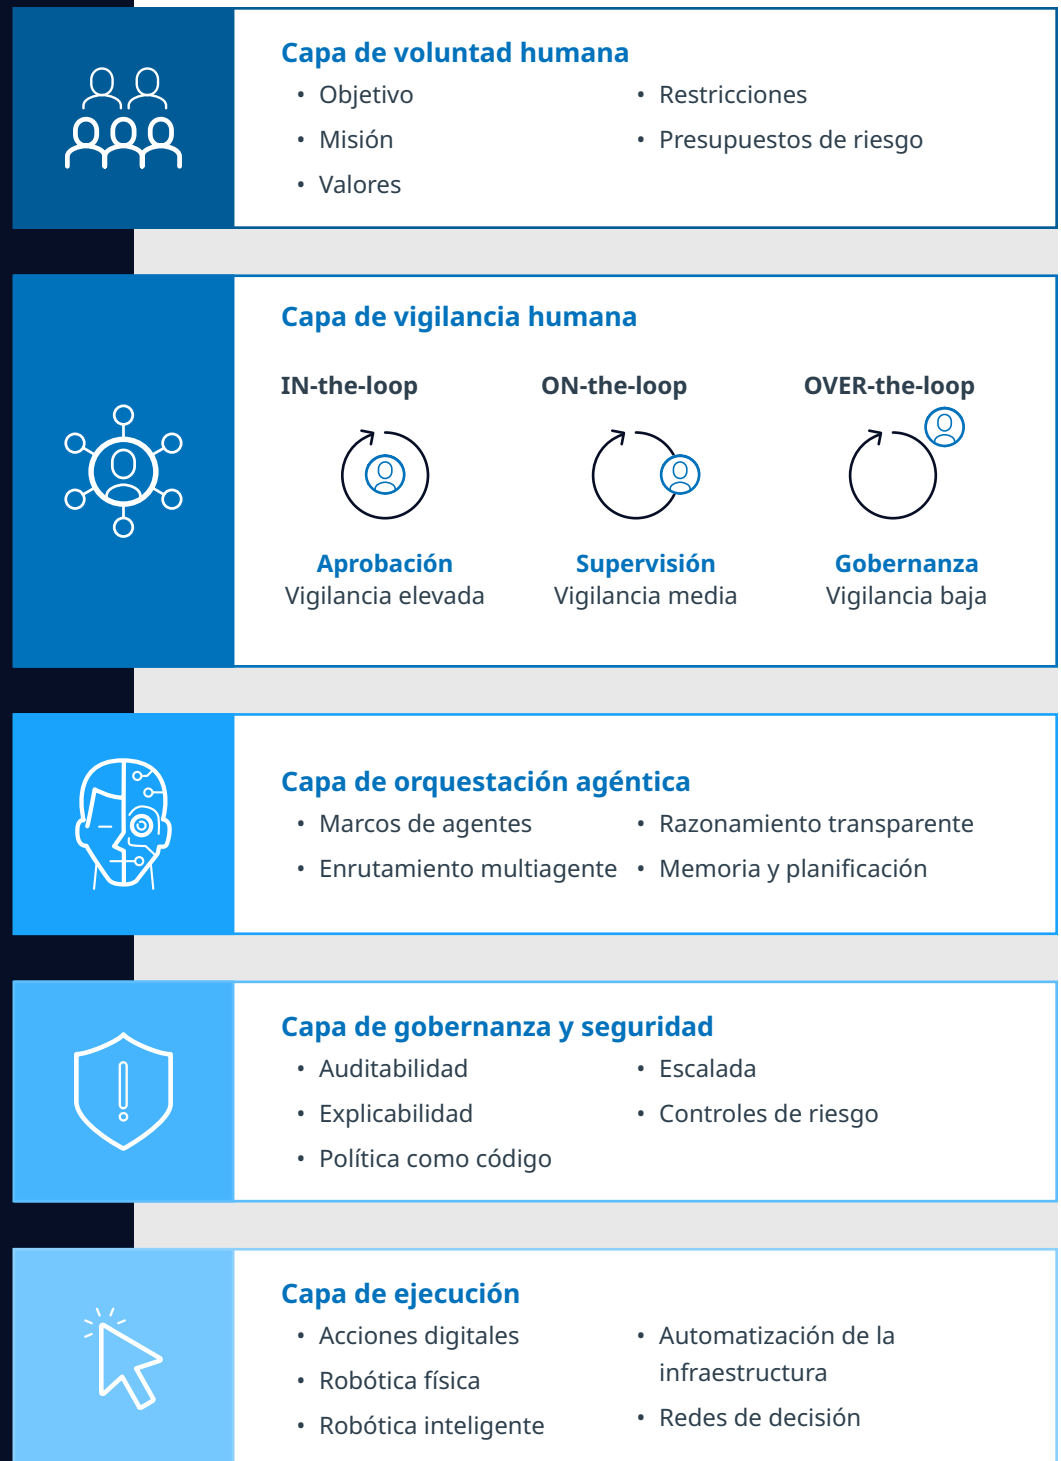 Capa de voluntad humana
• Objetivo
• Misión
• Valores
• Restricciones
• Presupuestos de riesgo
Capa de vigilancia humana
IN-the-loop
Aprobación
Vigilancia elevada
ON-the-loop
Supervisión
Vigilancia media
OVER-the-loop
Gobernanza
Vigilancia baja
Capa de orquestación agéntica
• Marcos de agentes
• Enrutamiento multiagente
• Razonamiento transparente
• Memoria y planificación
Capa de gobernanza y seguridad
• Auditabilidad
• Explicabilidad
• Política como código
• Escalada
• Controles de riesgo
Capa de ejecución
• Acciones digitales
• Robótica física
• Robótica inteligente
• Automatización de la
infraestructura
• Redes de decisión